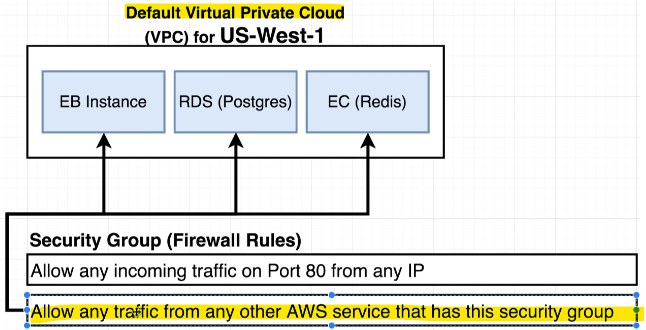 Default Virtual Private Cloud
(VPC) for US-West-1
EB Instance
RDS (Postgres)
EC (Redis)
Security Group (Firewall Rules)
Allow any incoming traffic on Port 80 from any IP
Allow any traffic from any other AWS service that has this security group